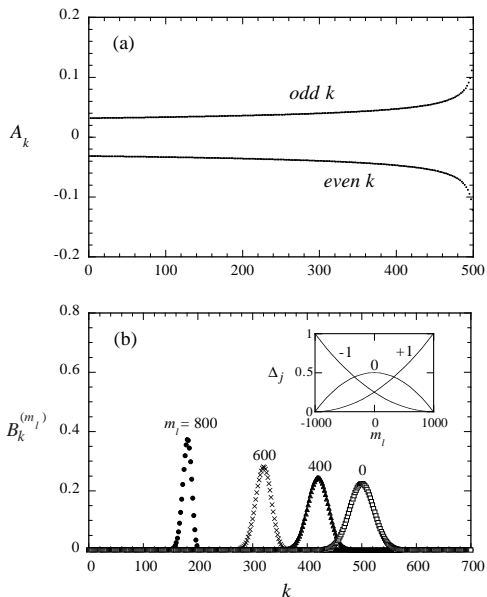 0.2
(a)
0.1
odd k
A_k
0
even k
-0.1
-0.2
0 100 200 300 400 500
0.8
(b)
1
-1 +1
0
Δ_j 0.5
0.6
0
-1000 0 1000
m_l
B_k^(m_l)
m_l = 800
0.4
600
400 0
0.2
0
0 100 200 300 400 500 600 700
k